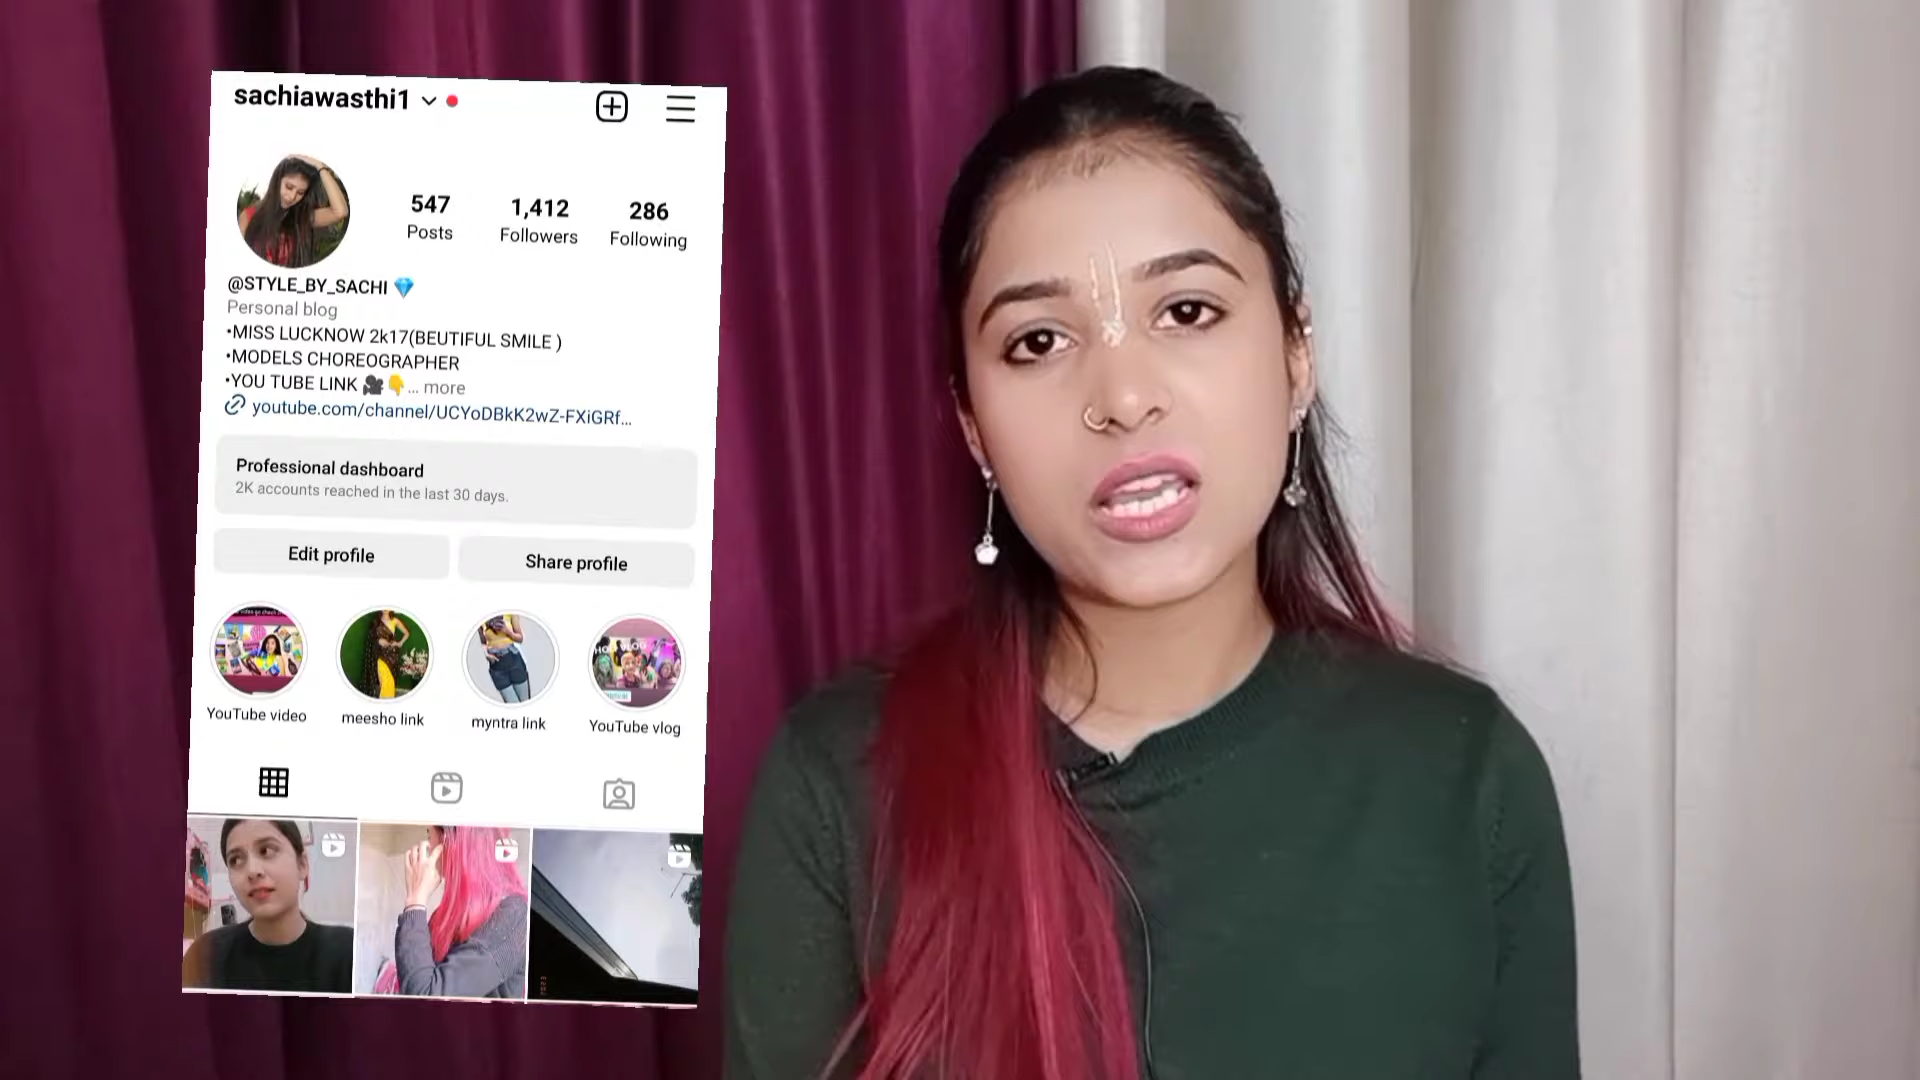 sachiawasthi1
547 1,412 286
Posts Followers Following
@STYLE_BY_SACHI 💎
Personal blog
•MISS LUCKNOW 2k17(BEUTIFUL SMILE )
•MODELS CHOREOGRAPHER
•YOU TUBE LINK 🎥👇... more
youtube.com/channel/UCYoDBkK2wZ-FXiGRf...
Professional dashboard
2K accounts reached in the last 30 days.
Edit profile Share profile
YouTube video meesho link myntra link YouTube vlog